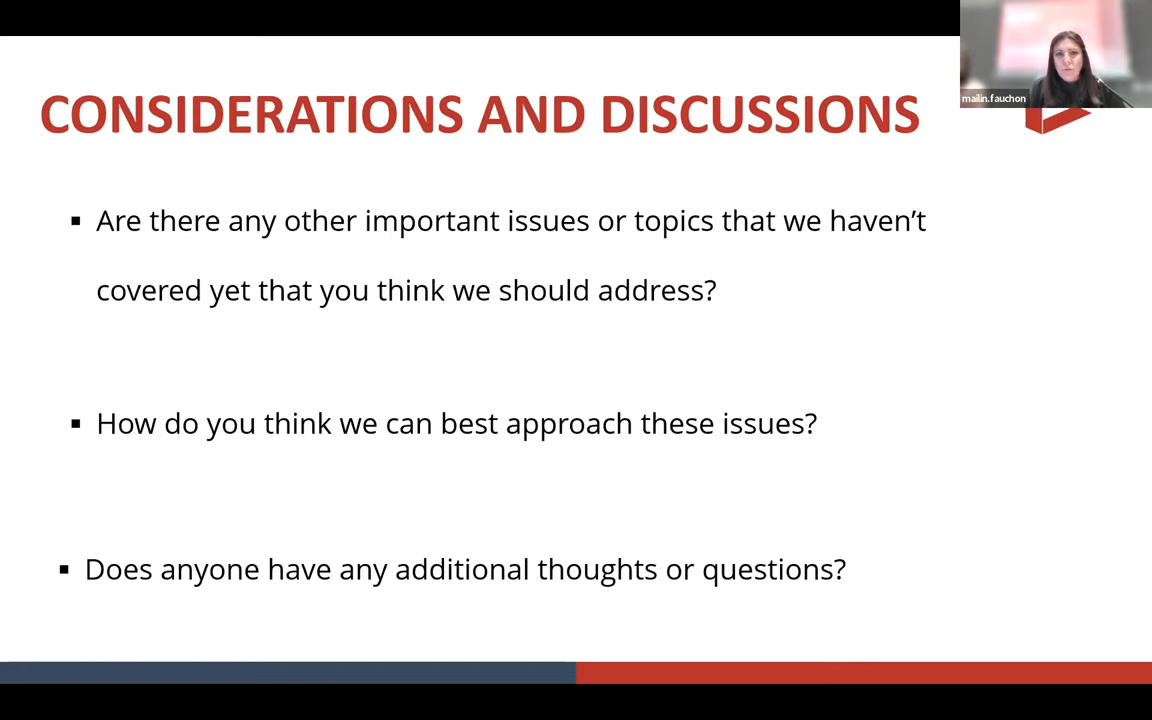 mailin.fauchon
CONSIDERATIONS AND DISCUSSIONS
▪ Are there any other important issues or topics that we haven’t
covered yet that you think we should address?
▪ How do you think we can best approach these issues?
▪ Does anyone have any additional thoughts or questions?